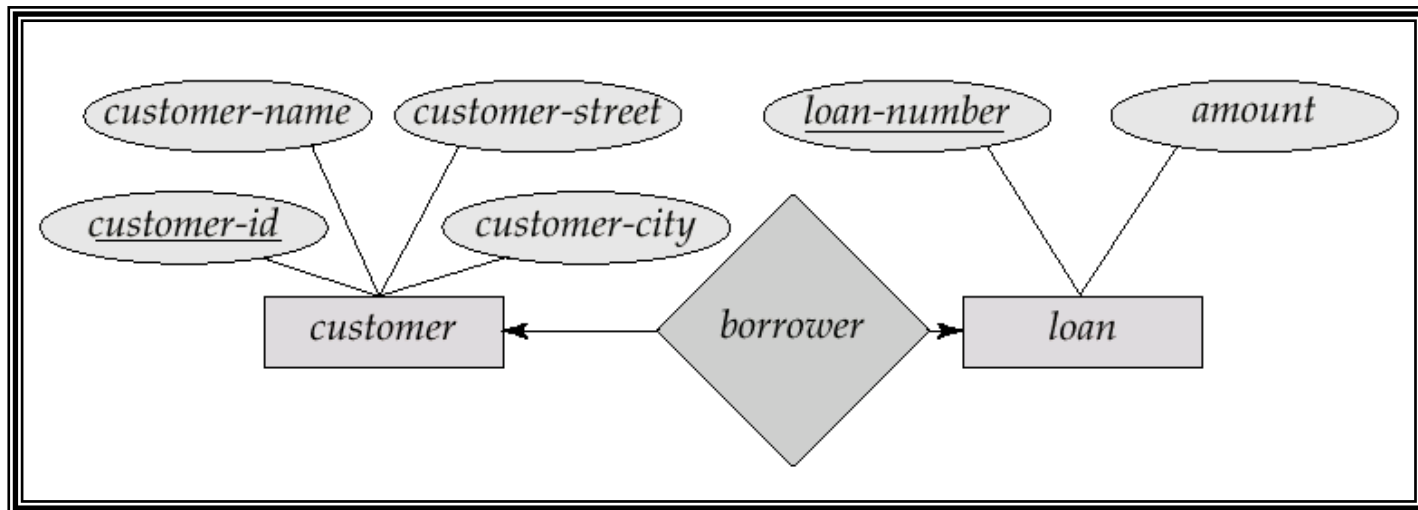 customer-name
customer-street
loan-number
amount
customer-id
customer-city
customer
borrower
loan